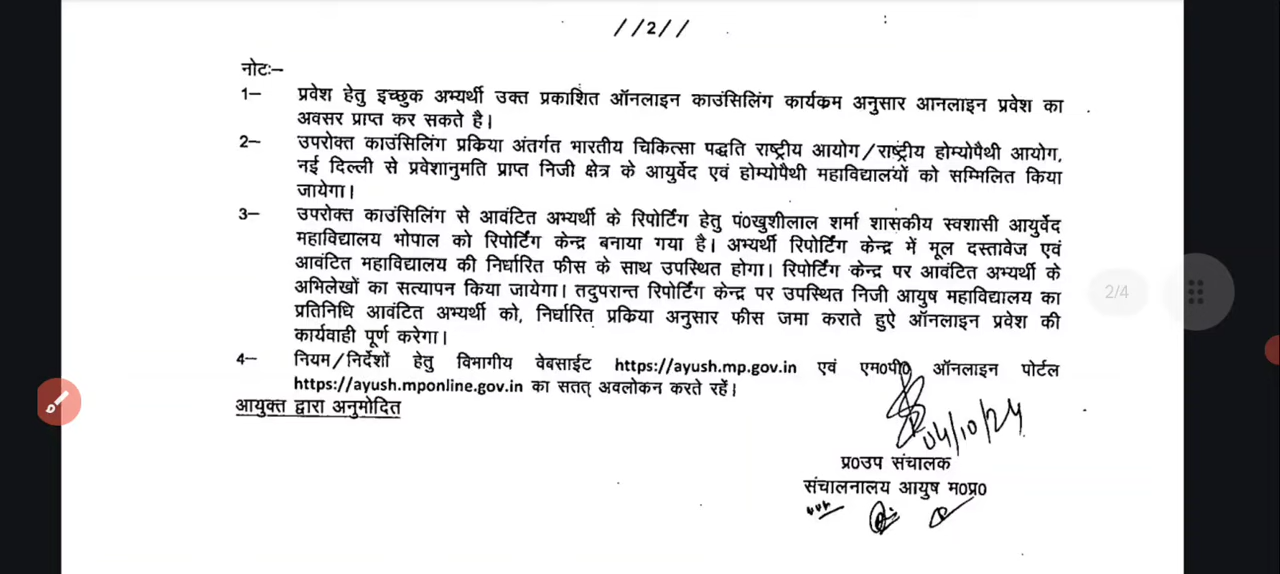 //2//
नोटः—
1— प्रवेश हेतु इच्छुक अभ्यर्थी उक्त प्रकाशित ऑनलाइन काउंसिलिंग कार्यक्रम अनुसार आनलाइन प्रवेश का
अवसर प्राप्त कर सकते है।
2— उपरोक्त काउंसिलिंग प्रकिया अंतर्गत भारतीय चिकित्सा पद्धति राष्ट्रीय आयोग/राष्ट्रीय होम्योपैथी आयोग,
नई दिल्ली से प्रवेशानुमति प्राप्त निजी क्षेत्र के आयुर्वेद एवं होम्योपैथी महाविद्यालयों को सम्मिलित किया
जायेगा।
3— उपरोक्त काउंसिलिंग से आवंटित अभ्यर्थी के रिपोर्टिंग हेतु पं0खुशीलाल शर्मा शासकीय स्वशासी आयुर्वेद
महाविद्यालय भोपाल को रिपोर्टिंग केन्द्र बनाया गया है। अभ्यर्थी रिपोर्टिंग केन्द्र में मूल दस्तावेज एवं
आवंटित महाविद्यालय की निर्धारित फीस के साथ उपस्थित होगा। रिपोर्टिंग केन्द्र पर आवंटित अभ्यर्थी के
अभिलेखों का सत्यापन किया जायेगा। तदुपरान्त रिपोर्टिंग केन्द्र पर उपस्थित निजी आयुष महाविद्यालय का
प्रतिनिधि आवंटित अभ्यर्थी को, निर्धारित प्रकिया अनुसार फीस जमा कराते हुऐ ऑनलाइन प्रवेश की
कार्यवाही पूर्ण करेगा।
2/4
4— नियम/निर्देशों हेतु विभागीय वेबसाईट https://ayush.mp.gov.in एवं एम0पी0 ऑनलाइन पोर्टल
https://ayush.mponline.gov.in का सतत् अवलोकन करते रहें।
आयुक्त द्वारा अनुमोदित
04/10/24
प्र0उप संचालक
संचालनालय आयुष म0प्र0